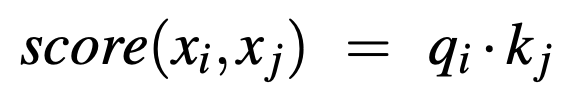 score(xᵢ,xⱼ) = qᵢ·kⱼ